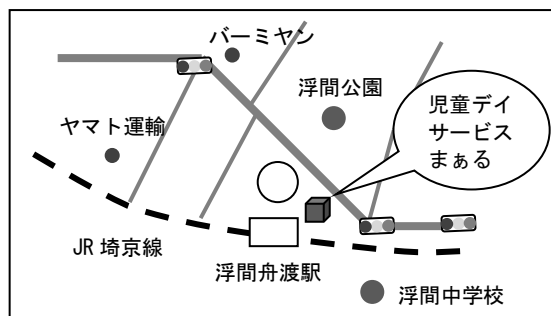 バーミヤン
浮間公園
児童デイ
サービス
まぁる
ヤマト運輸
JR 埼京線
浮間舟渡駅
浮間中学校